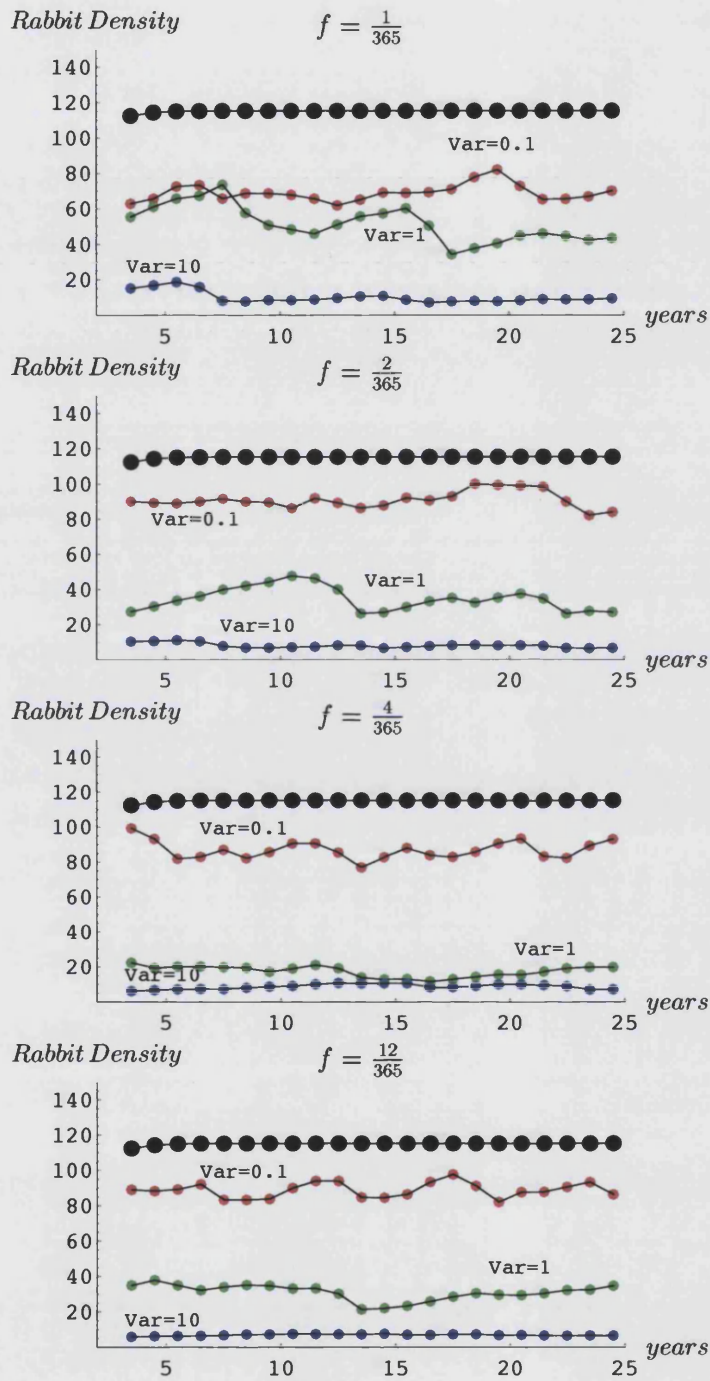 Rabbit Density
f = 1/365
140
120
100
80
60
40
20
Var=0.1
Var=1
Var=10
5 10 15 20 25 years
Rabbit Density
f = 2/365
140
120
100
80
60
40
20
Var=0.1
Var=1
Var=10
5 10 15 20 25 years
Rabbit Density
f = 4/365
140
120
100
80
60
40
20
Var=0.1
Var=1
Var=10
5 10 15 20 25 years
Rabbit Density
f = 12/365
140
120
100
80
60
40
20
Var=0.1
Var=1
Var=10
5 10 15 20 25 years